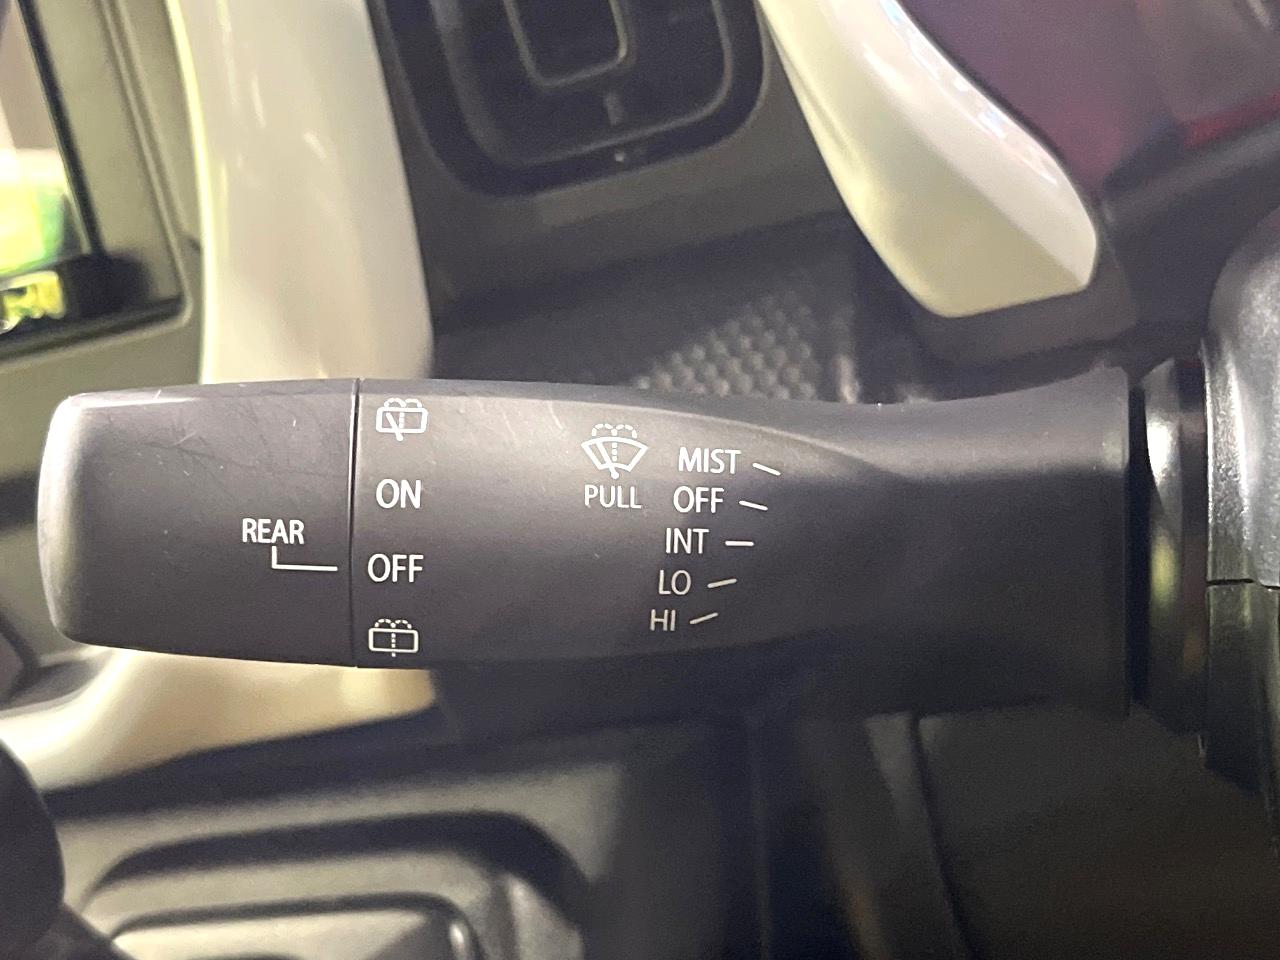 REAR
ON
OFF
PULL
MIST
OFF
INT
LO
HI